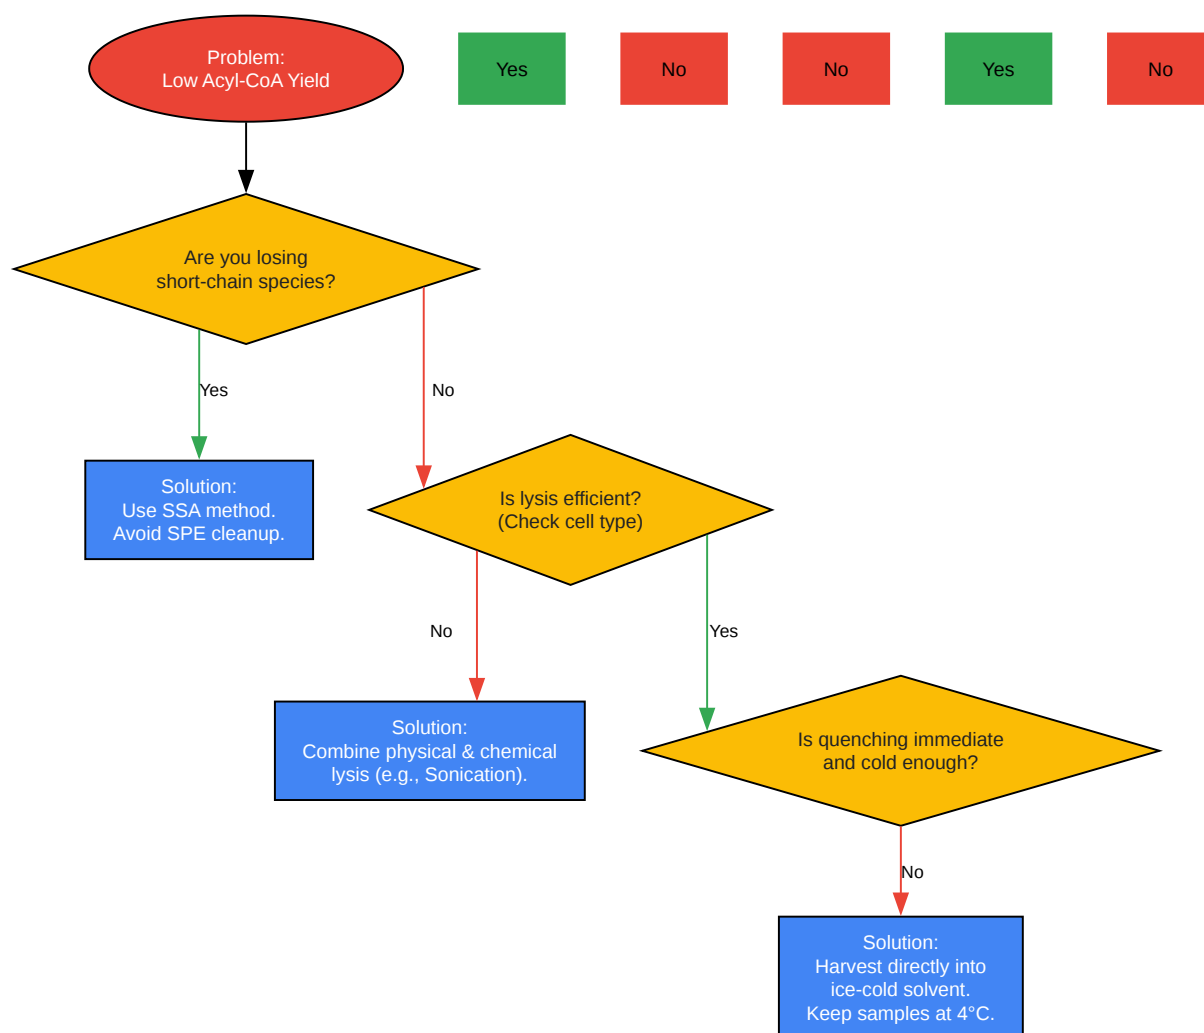 Problem:
Low Acyl-CoA Yield
Yes
No
No
Yes
No
Are you losing
short-chain species?
Yes
No
Solution:
Use SSA method.
Avoid SPE cleanup.
Is lysis efficient?
(Check cell type)
No
Yes
Solution:
Combine physical & chemical
lysis (e.g., Sonication).
Is quenching immediate
and cold enough?
No
Solution:
Harvest directly into
ice-cold solvent.
Keep samples at 4°C.